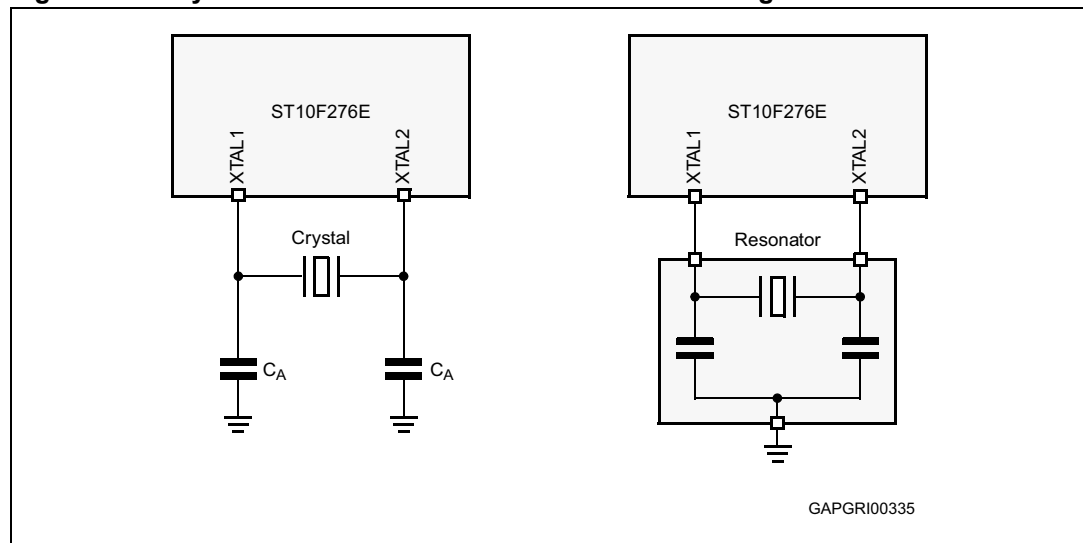 ST10F276E
XTAL1
XTAL2
Crystal
CA
CA
ST10F276E
XTAL1
XTAL2
Resonator
GAPGRI00335